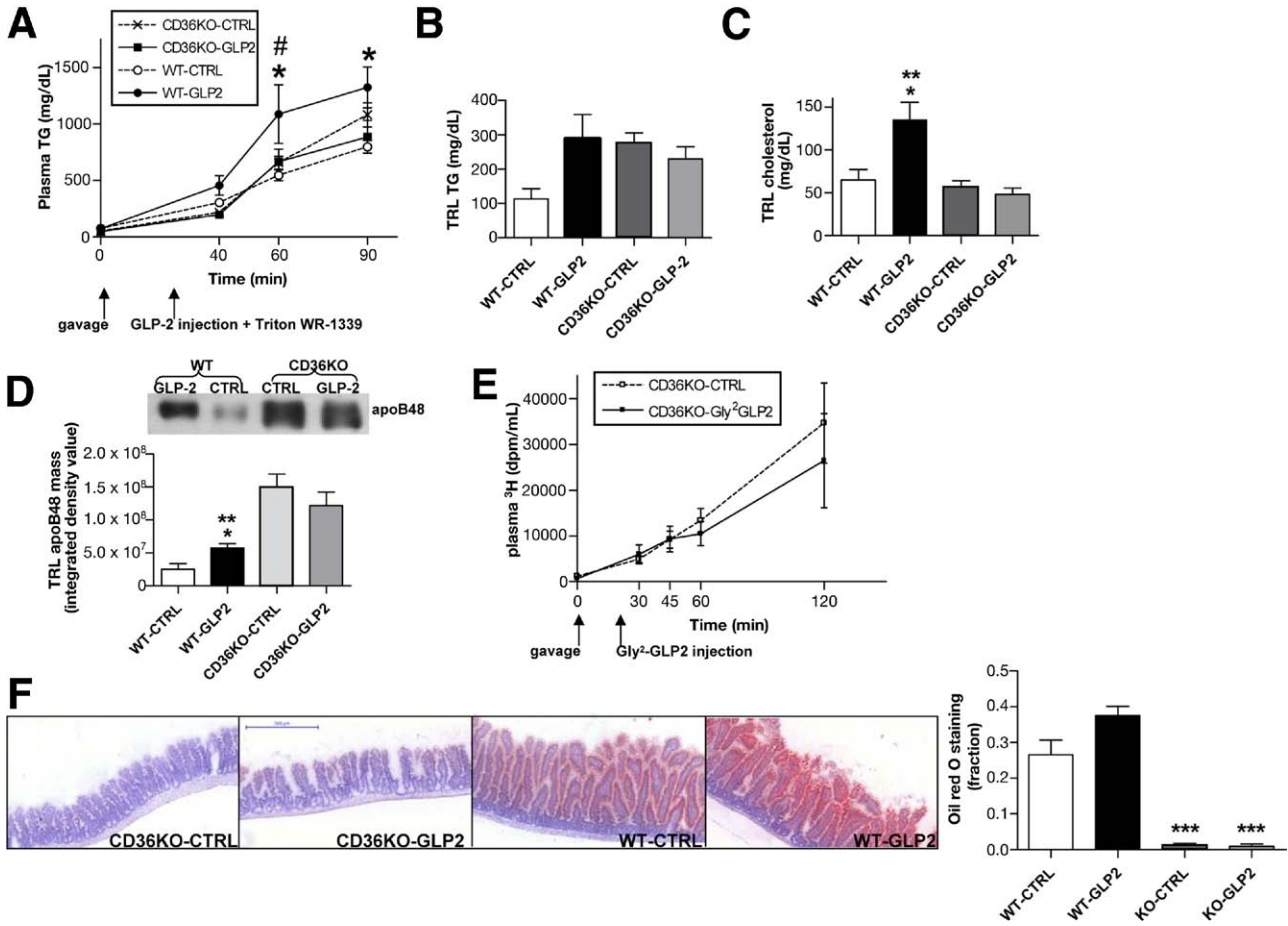 A
CD36KO-CTRL
CD36KO-GLP2
WT-CTRL
WT-GLP2
#
*
*
Plasma TG (mg/dL)
1500
1000
500
0
0
40
60
90
Time (min)
gavage
GLP-2 injection + Triton WR-1339
B
TRL TG (mg/dL)
400
300
200
100
0
WT-CTRL
WT-GLP2
CD36KO-CTRL
CD36KO-GLP-2
C
**
*
TRL cholesterol
(mg/dL)
150
100
50
0
WT-CTRL
WT-GLP2
CD36KO-CTRL
CD36KO-GLP2
D
WT
CD36KO
GLP-2 CTRL CTRL GLP-2
apoB48
TRL apoB48 mass
(integrated density value)
2.0 x 10⁸
1.5 x 10⁸
1.0 x 10⁸
5.0 x 10⁷
0
**
*
WT-CTRL
WT-GLP2
CD36KO-CTRL
CD36KO-GLP2
E
CD36KO-CTRL
CD36KO-Gly²GLP2
plasma ³H (dpm/mL)
40000
30000
20000
10000
0
0
30
45
60
120
Time (min)
gavage
Gly²-GLP2 injection
F
CD36KO-CTRL
CD36KO-GLP2
WT-CTRL
WT-GLP2
Oil red O staining
(fraction)
0.5
0.4
0.3
0.2
0.1
0.0
***
***
WT-CTRL
WT-GLP2
KO-CTRL
KO-GLP2